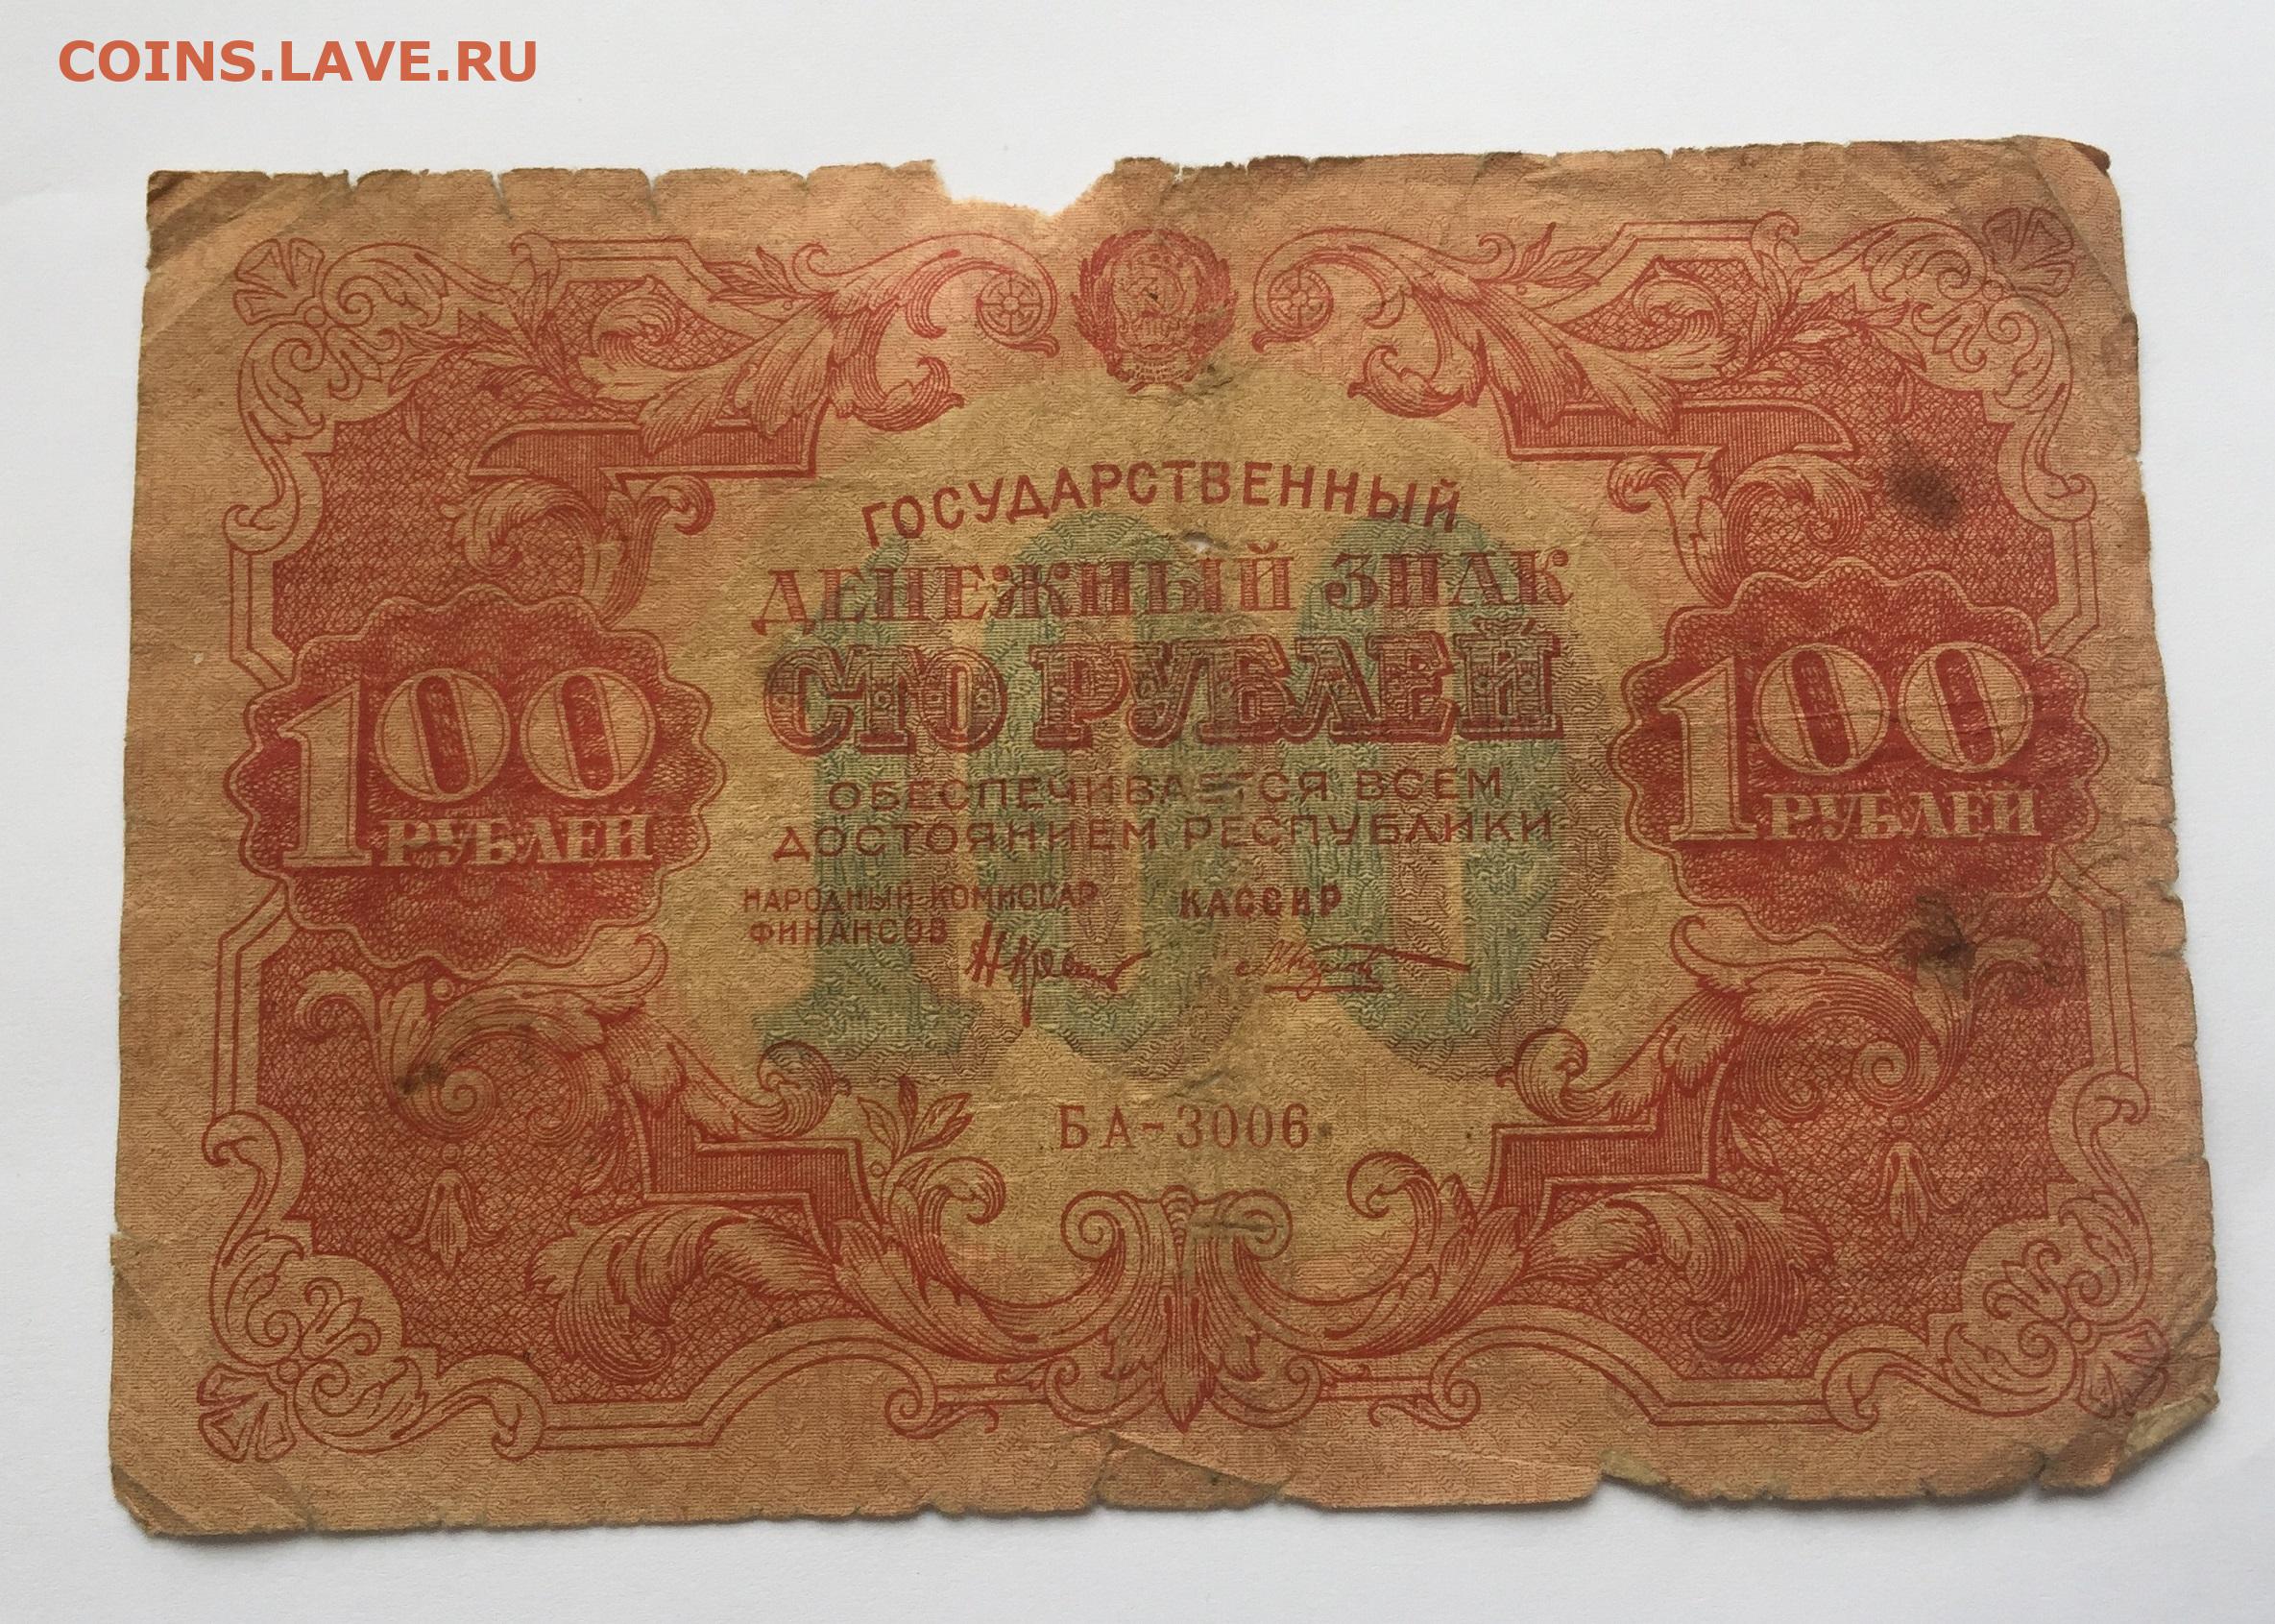 COINS.LAVE.RU
ГОСУДАРСТВЕННЫЙ
ДЕНЕЖНЫЙ ЗНАК
СТО РУБЛЕЙ
100
100 РУБЛЕЙ
100 РУБЛЕЙ
ОБЕСПЕЧИВАЕТСЯ ВСЕМ
ДОСТОЯНИЕМ РЕСПУБЛИКИ
НАРОДНЫЙ КОМИССАР
ФИНАНСОВ
КАССИР
БА-3006